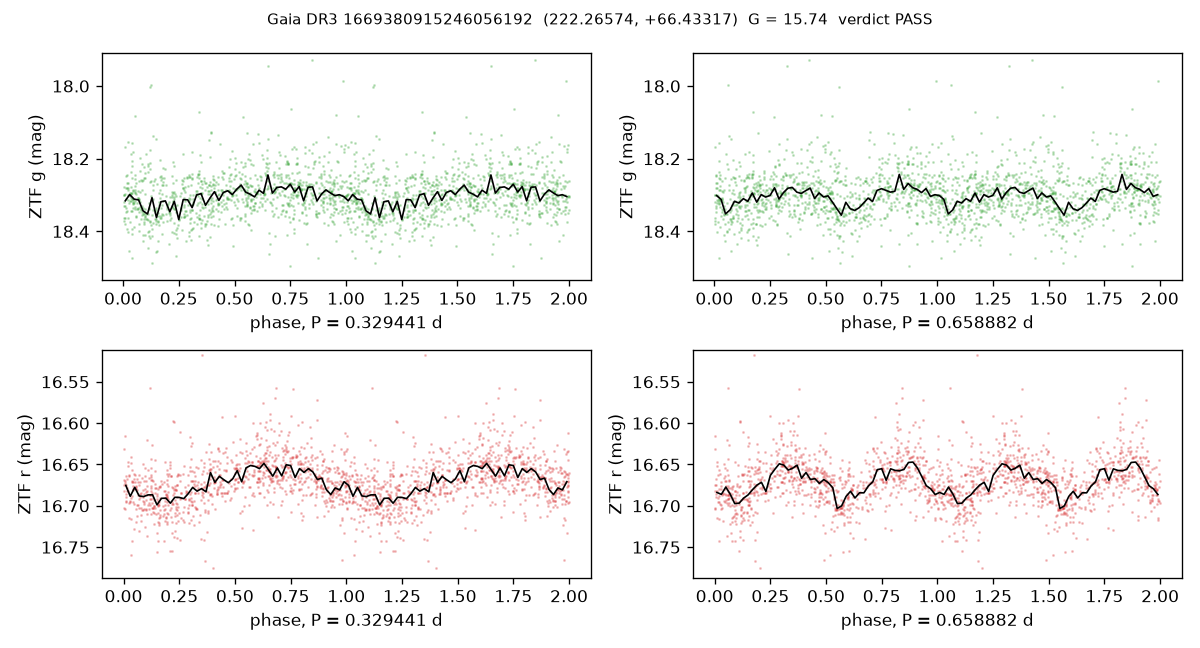 Gaia DR3 1669380915246056192 (222.26574, +66.43317) G = 15.74 verdict PASS
ZTF g (mag)
18.0
18.2
18.4
0.00 0.25 0.50 0.75 1.00 1.25 1.50 1.75 2.00
phase, P = 0.329441 d
ZTF g (mag)
18.0
18.2
18.4
0.00 0.25 0.50 0.75 1.00 1.25 1.50 1.75 2.00
phase, P = 0.658882 d
ZTF r (mag)
16.55
16.60
16.65
16.70
16.75
0.00 0.25 0.50 0.75 1.00 1.25 1.50 1.75 2.00
phase, P = 0.329441 d
ZTF r (mag)
16.55
16.60
16.65
16.70
16.75
0.00 0.25 0.50 0.75 1.00 1.25 1.50 1.75 2.00
phase, P = 0.658882 d